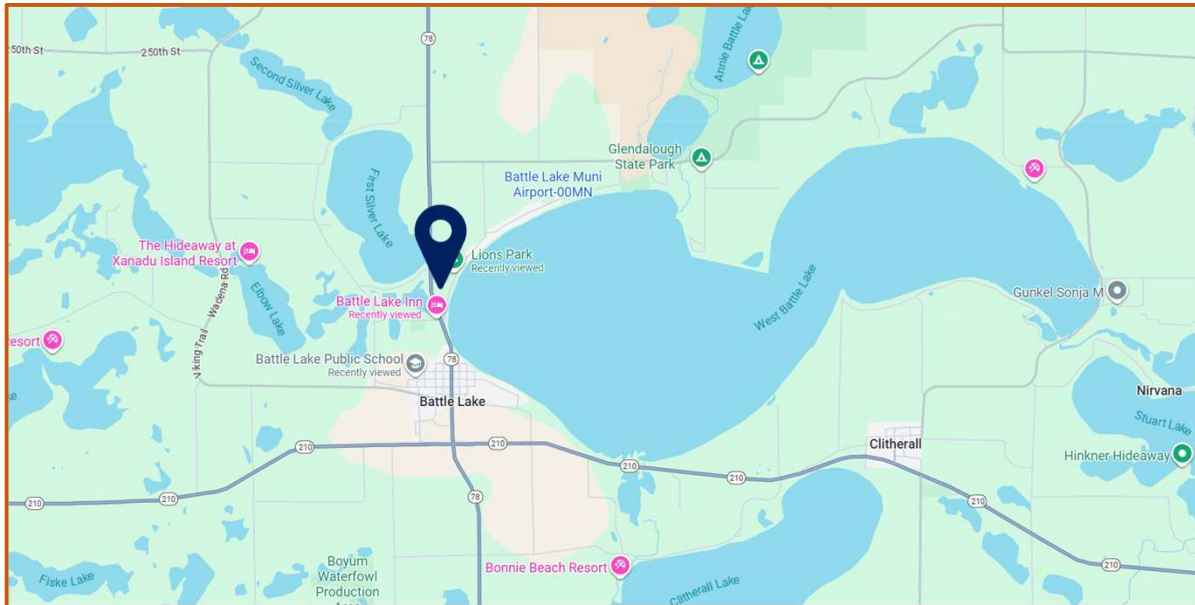 250th St
250th St
78
Second Silver Lake
Annie Battle Lake
Glendalough
State Park
Battle Lake Muni
Airport-00MN
First Silver Lake
The Hideaway at
Xanadu Island Resort
Wadena Rd
Viking Trail
Elbow Lake
Lions Park
Recently viewed
Battle Lake Inn
Recently viewed
West Battle Lake
Gunkel Sonja M
esort
Battle Lake Public School
Recently viewed
78
Battle Lake
Nirvana
Stuart Lake
Clitherall
Hinkner Hideaway
210
210
210
210
210
210
78
210
Bonnie Beach Resort
Boyum
Waterfowl
Production
Fiske Lake
Clitherall Lake